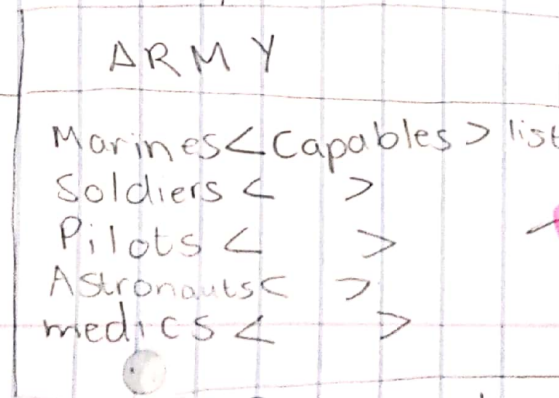 ARMY
Marines<Capables> list
Soldiers < >
Pilots < >
Astronauts< >
medics < >